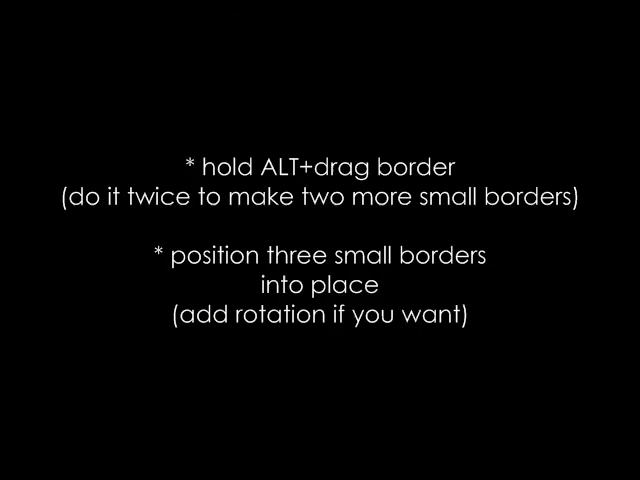 * hold ALT+drag border
(do it twice to make two more small borders)
* position three small borders
into place
(add rotation if you want)